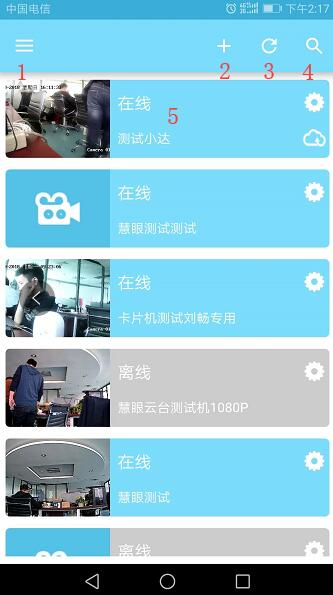 中国电信 下午2:17
1 2 3 4
在线 5
测试小达
Camera 01
在线
慧眼测试测试
在线
卡片机测试刘畅专用
离线
慧眼云台测试机1080P
在线
慧眼测试
离线